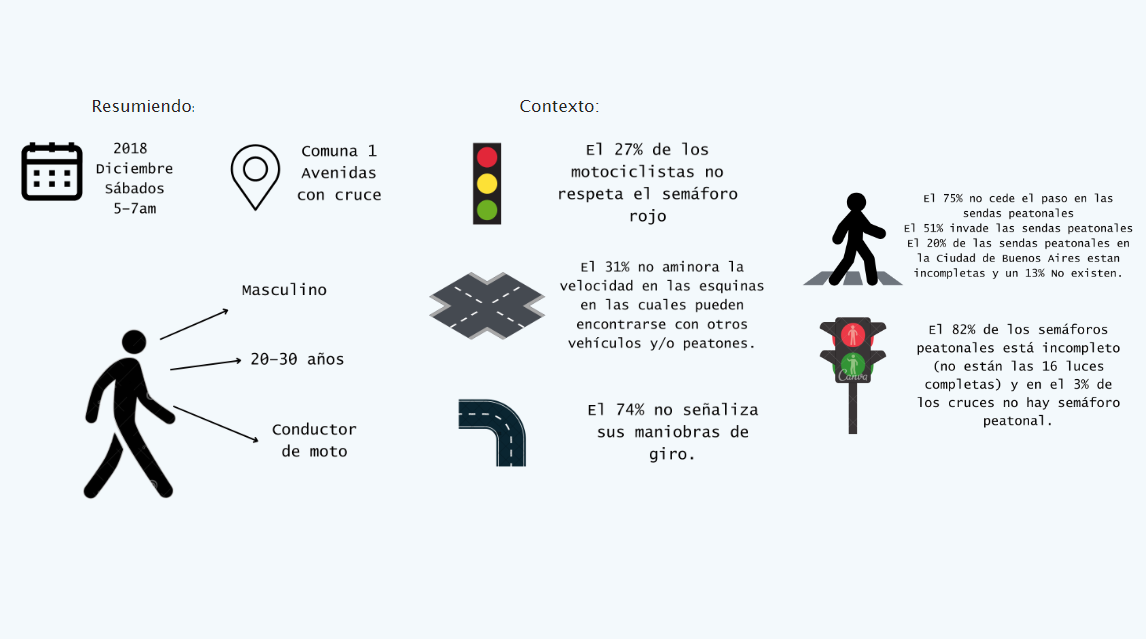 Resumiendo:
2018
Diciembre
Sábados
5-7am
Comuna 1
Avenidas
con cruce
Masculino
20-30 años
Conductor
de moto
Contexto:
El 27% de los
motociclistas no
respeta el semáforo
rojo
El 31% no aminora la
velocidad en las esquinas
en las cuales pueden
encontrarse con otros
vehículos y/o peatones.
El 74% no señaliza
sus maniobras de
giro.
El 75% no cede el paso en las
sendas peatonales
El 51% invade las sendas peatonales
El 20% de las sendas peatonales en
la Ciudad de Buenos Aires estan
incompletas y un 13% No existen.
Canva
El 82% de los semáforos
peatonales está incompleto
(no están las 16 luces
completas) y en el 3% de
los cruces no hay semáforo
peatonal.